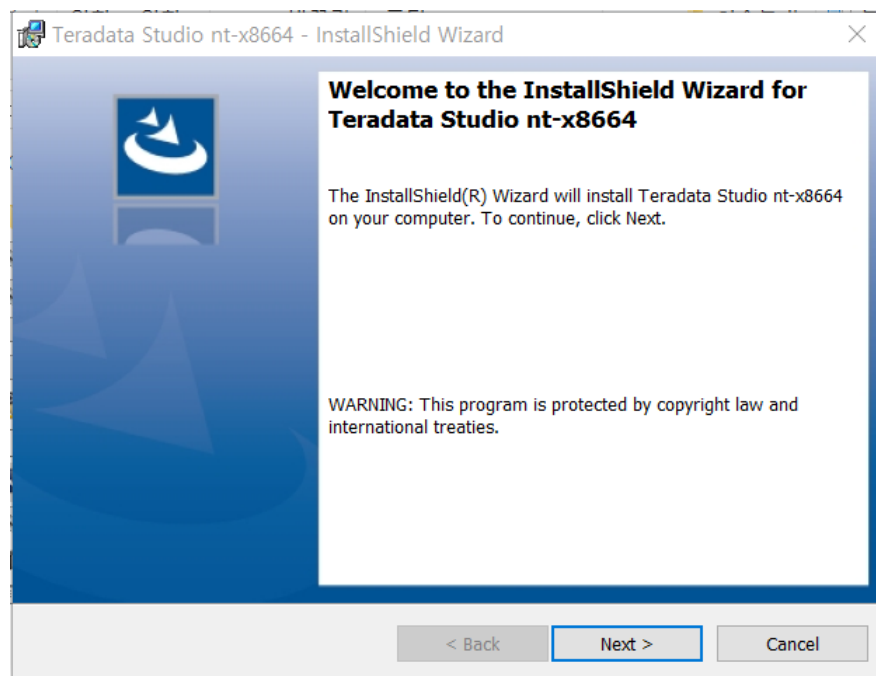 Teradata Studio nt-x8664 - InstallShield Wizard
Welcome to the InstallShield Wizard for
Teradata Studio nt-x8664
The InstallShield(R) Wizard will install Teradata Studio nt-x8664
on your computer. To continue, click Next.
WARNING: This program is protected by copyright law and
international treaties.
< Back
Next >
Cancel